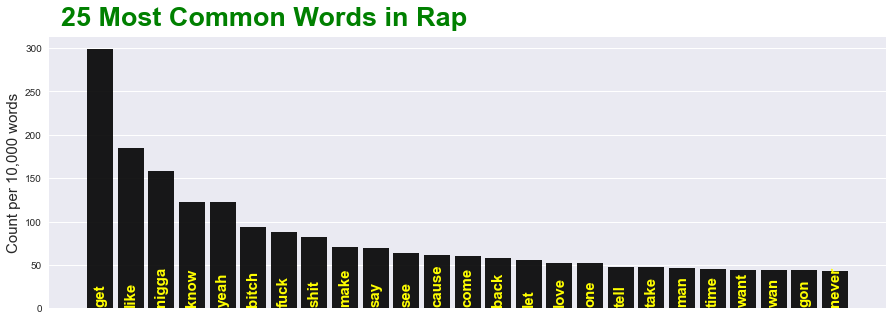 25 Most Common Words in Rap
Count per 10,000 words
300
250
200
150
100
50
0
get
like
nigga
know
yeah
bitch
fuck
shit
make
say
see
cause
come
back
let
love
one
tell
take
man
time
want
wan
gon
never